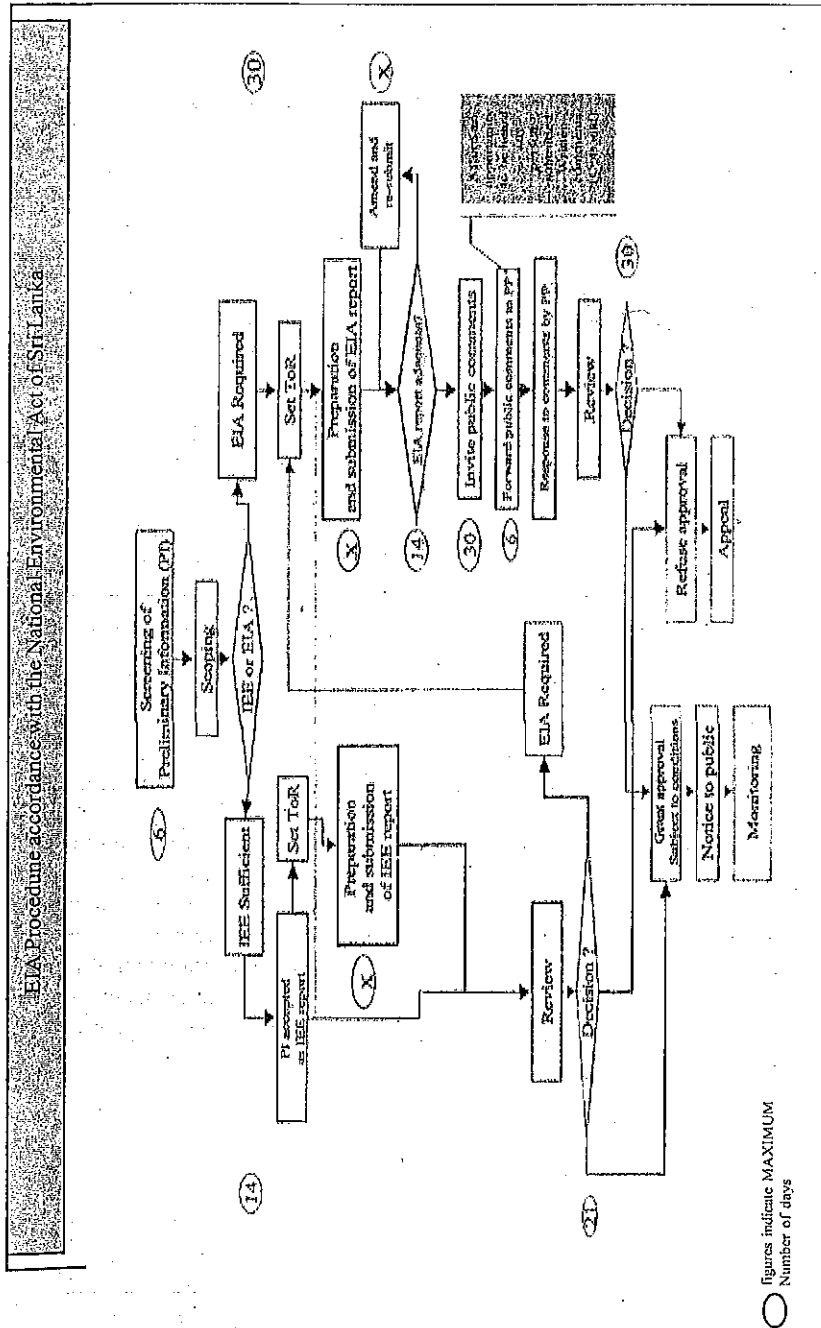 EIA Procedure accordance with the National Environmental Act of Sri Lanka
6
Screening of
Preliminary Information (PI)
Scoping
IEE or EIA ?
14
IEE Sufficient
EIA Required
30
PI accepted
as IEE report
Set ToR
Set ToR
X
Preparation
and submission
of IEE report
X
Preparation
and submission of EIA report
Amend and
re-submit
X
14
EIA report adequate?
30
Invite public comments
6
Forward public comments to PP
Response to comments by PP
Review
Decision ?
30
Review
21
Decision ?
EIA Required
Grant approval
Subject to conditions
Notice to public
Monitoring
Refuse approval
Appeal
figures indicate MAXIMUM
Number of days